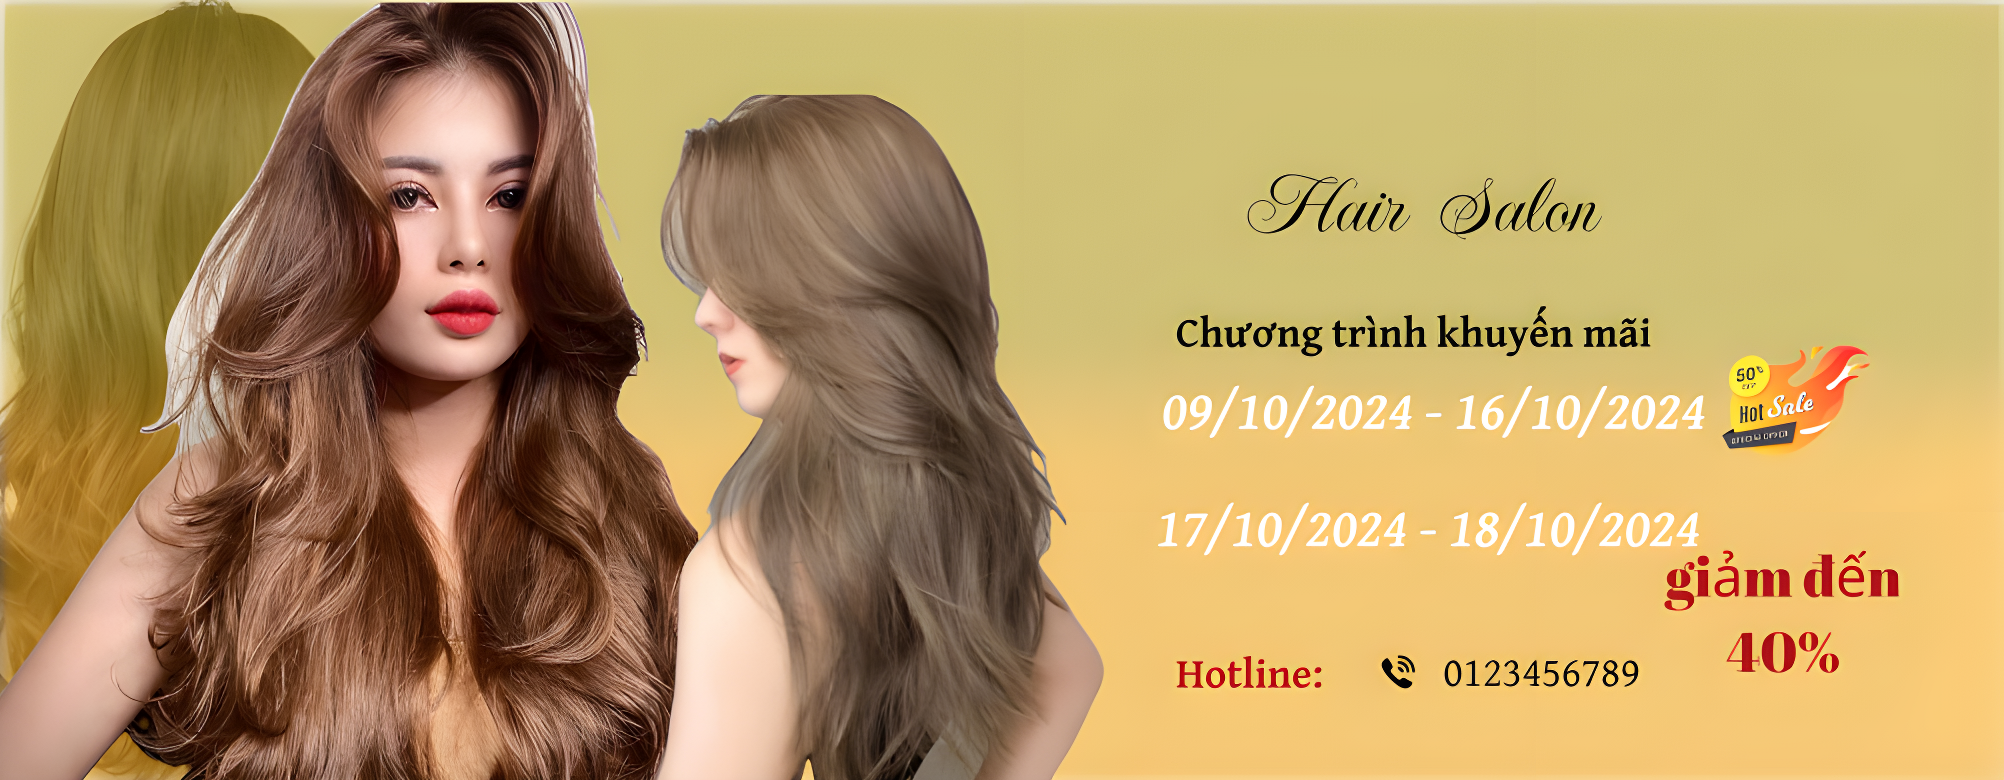 Hair Salon
Chương trình khuyến mãi
09/10/2024 - 16/10/2024
50%
Hot Sale
17/10/2024 - 18/10/2024
giảm đến
40%
Hotline: 0123456789